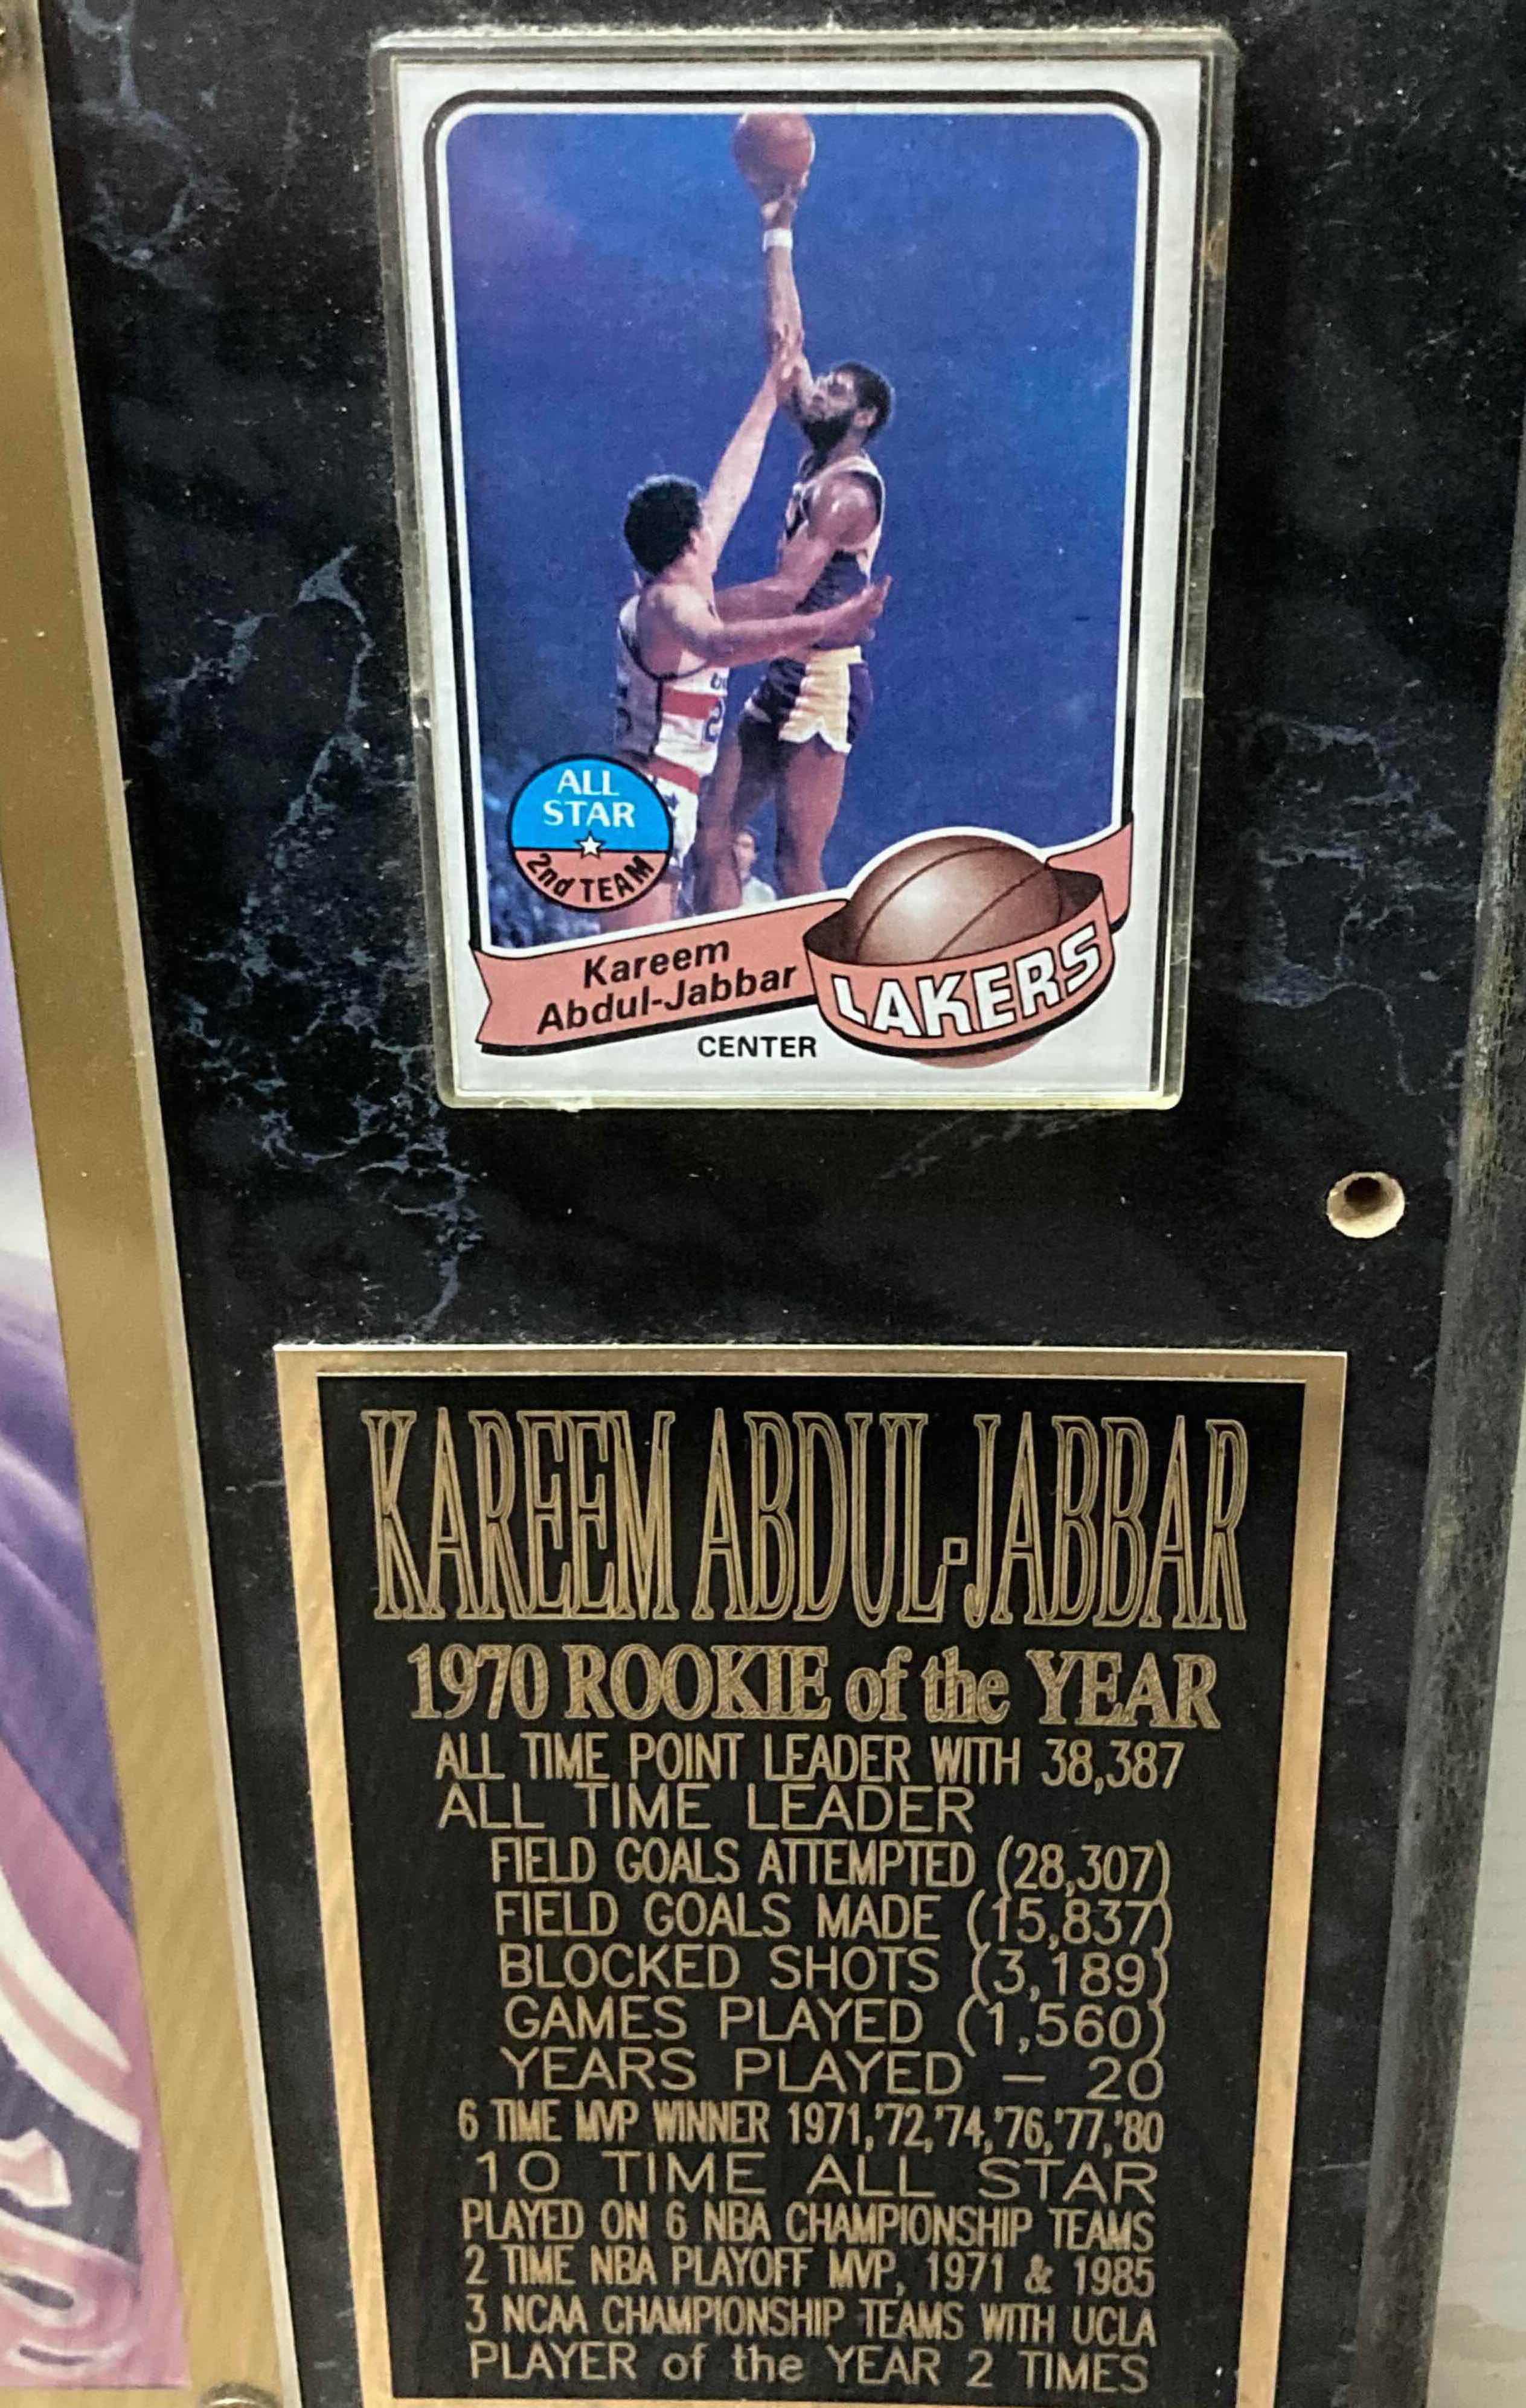 ALL
STAR
2nd TEAM
Kareem
Abdul-Jabbar
LAKERS
CENTER
KAREEM ABDUL-JABBAR
1970 ROOKIE of the YEAR
ALL TIME POINT LEADER WITH 38,387
ALL TIME LEADER
FIELD GOALS ATTEMPTED (28,307)
FIELD GOALS MADE (15,837)
BLOCKED SHOTS (3,189)
GAMES PLAYED (1,560)
YEARS PLAYED – 20
6 TIME MVP WINNER 1971,'72,'74,'76,'77,'80
10 TIME ALL STAR
PLAYED ON 6 NBA CHAMPIONSHIP TEAMS
2 TIME NBA PLAYOFF MVP, 1971 & 1985
3 NCAA CHAMPIONSHIP TEAMS WITH UCLA
PLAYER of the YEAR 2 TIMES